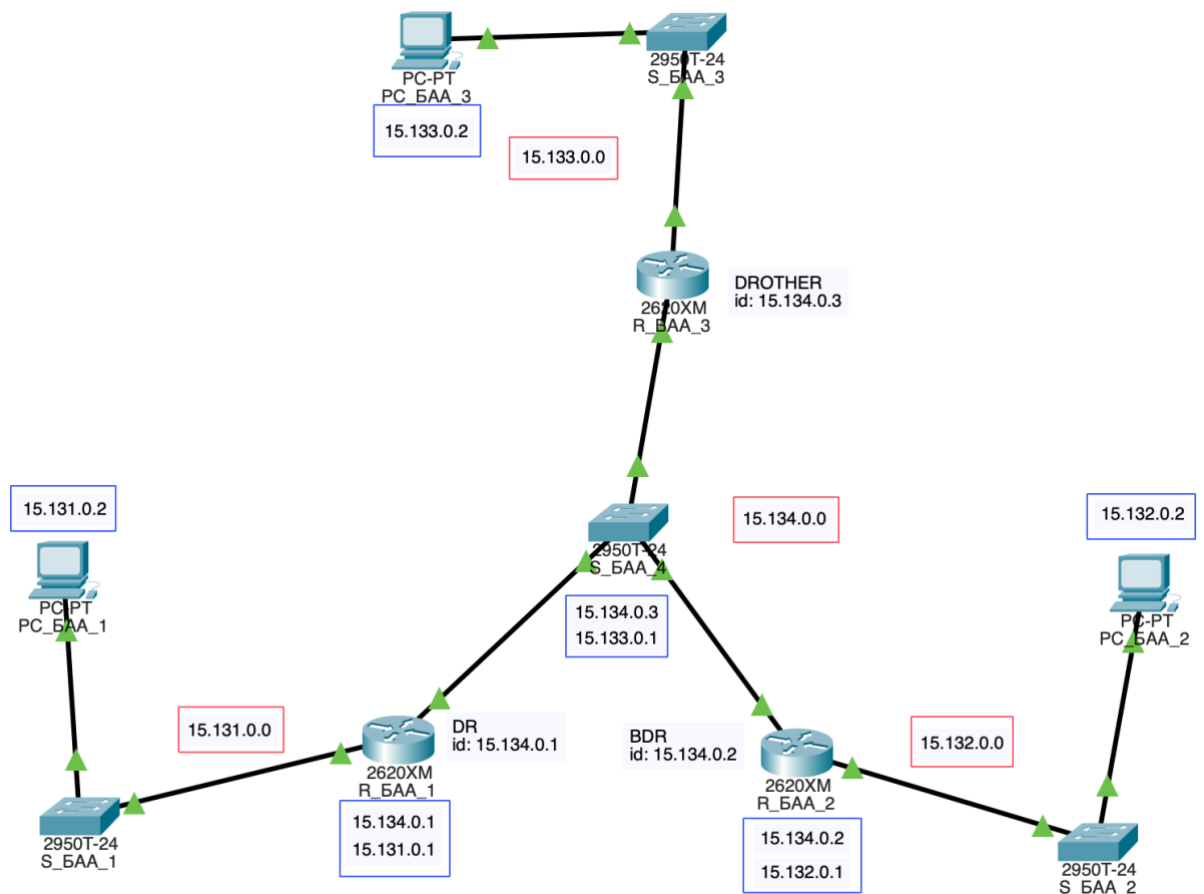 2950T-24
S_БАА_3
PC-PT
PC_БАА_3
15.133.0.2
15.133.0.0
DROTHER
id: 15.134.0.3
2620XM
R_БАА_3
15.131.0.2
15.134.0.0
15.132.0.2
2950T-24
S_БАА_4
PC-PT
PC_БАА_1
15.134.0.3
15.133.0.1
PC-PT
PC_БАА_2
15.131.0.0
DR
id: 15.134.0.1
BDR
id: 15.134.0.2
15.132.0.0
2620XM
R_БАА_1
15.134.0.1
15.131.0.1
2620XM
R_БАА_2
15.134.0.2
15.132.0.1
2950T-24
S_БАА_1
2950T-24
S_БАА_2